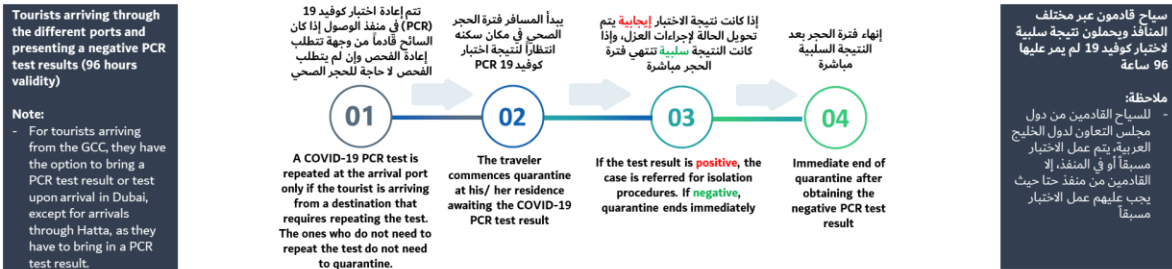 Tourists arriving through
the different ports and
presenting a negative PCR
test results (96 hours
validity)
Note:
- For tourists arriving
from the GCC, they have
the option to bring a
PCR test result or test
upon arrival in Dubai,
except for arrivals
through Hatta, as they
have to bring in a PCR
test result.
تتم إعادة اختبار كوفيد 19
(PCR) في منفذ الوصول إذا كان
السائح قادماً من وجهة تتطلب
إعادة الفحص وإن لم يتطلب
الفحص لا حاجة للحجر الصحي
01
A COVID-19 PCR test is
repeated at the arrival port
only if the tourist is arriving
from a destination that
requires repeating the test.
The ones who do not need to
repeat the test do not need
to quarantine.
يبدأ المسافر فترة الحجر
الصحي في مكان سكنه
انتظاراً لنتيجة اختبار
كوفيد 19 PCR
02
The traveler
commences quarantine
at his/ her residence
awaiting the COVID-19
PCR test result
إذا كانت نتيجة الاختبار إيجابية يتم
تحويل الحالة لإجراءات العزل، وإذا
كانت النتيجة سلبية تنتهي فترة
الحجر مباشرة
03
If the test result is positive, the
case is referred for isolation
procedures. If negative,
quarantine ends immediately
إنهاء فترة الحجر بعد
النتيجة السلبية
مباشرة
04
Immediate end of
quarantine after
obtaining the
negative PCR test
result
سياح قادمون عبر مختلف
المنافذ ويحملون نتيجة سلبية
لاختبار كوفيد 19 لم يمر عليها
96 ساعة
ملاحظة:
- للسياح القادمين من دول
مجلس التعاون لدول الخليج
العربية، يتم عمل الاختبار
مسبقاً أو في المنفذ، إلا
القادمين من منفذ حتا حيث
يجب عليهم عمل الاختبار
مسبقاً